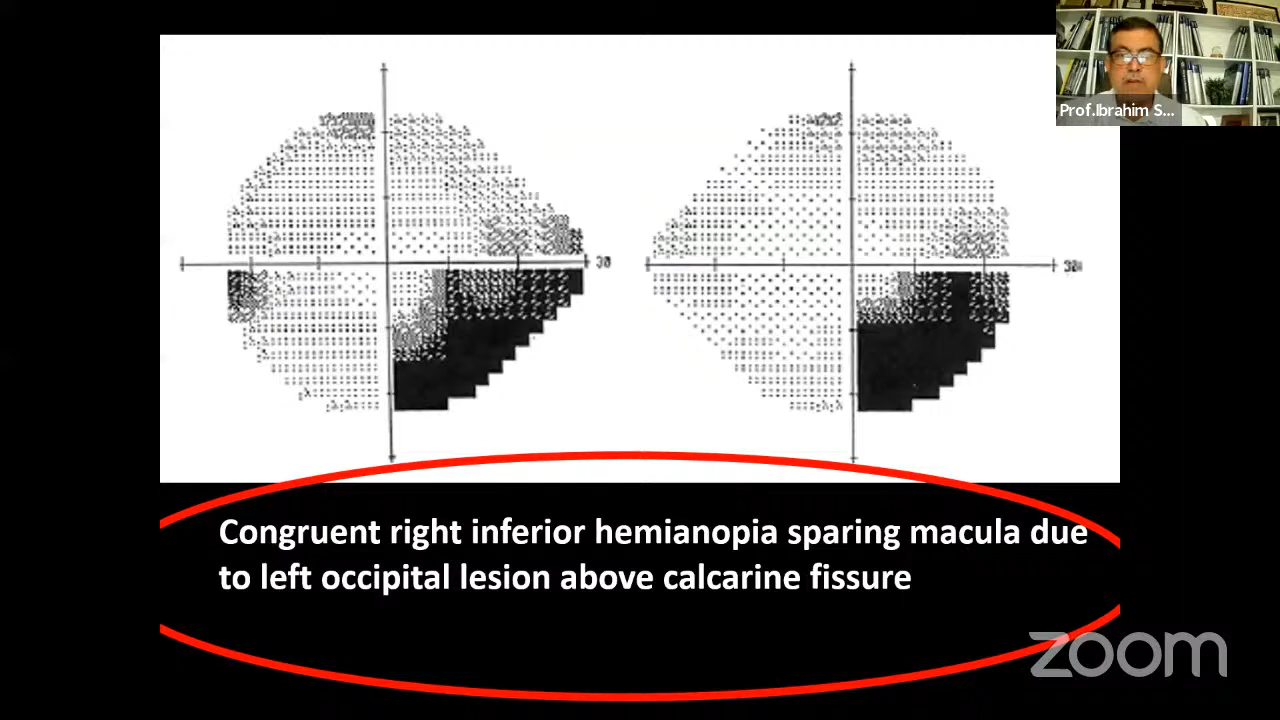 Prof.Ibrahim S...
30
30
Congruent right inferior hemianopia sparing macula due
to left occipital lesion above calcarine fissure
zoom